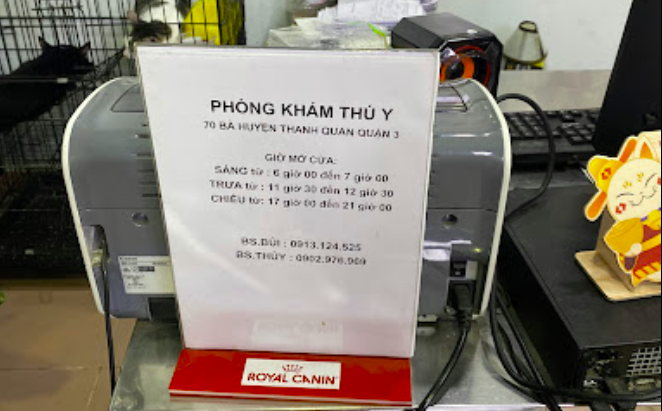 PHÒNG KHÁM THÚ Y
70 BÀ HUYỆN THANH QUAN QUẬN 3
GIỜ MỞ CỬA:
SÁNG từ : 6 giờ 00 đến 7 giờ 00
TRƯA từ : 11 giờ 30 đến 12 giờ 30
CHIỀU từ: 17 giờ 00 đến 21 giờ 00
BS.BÙI : 0913.124.525
BS.THÚY : 0902.976.969
ROYAL CANIN